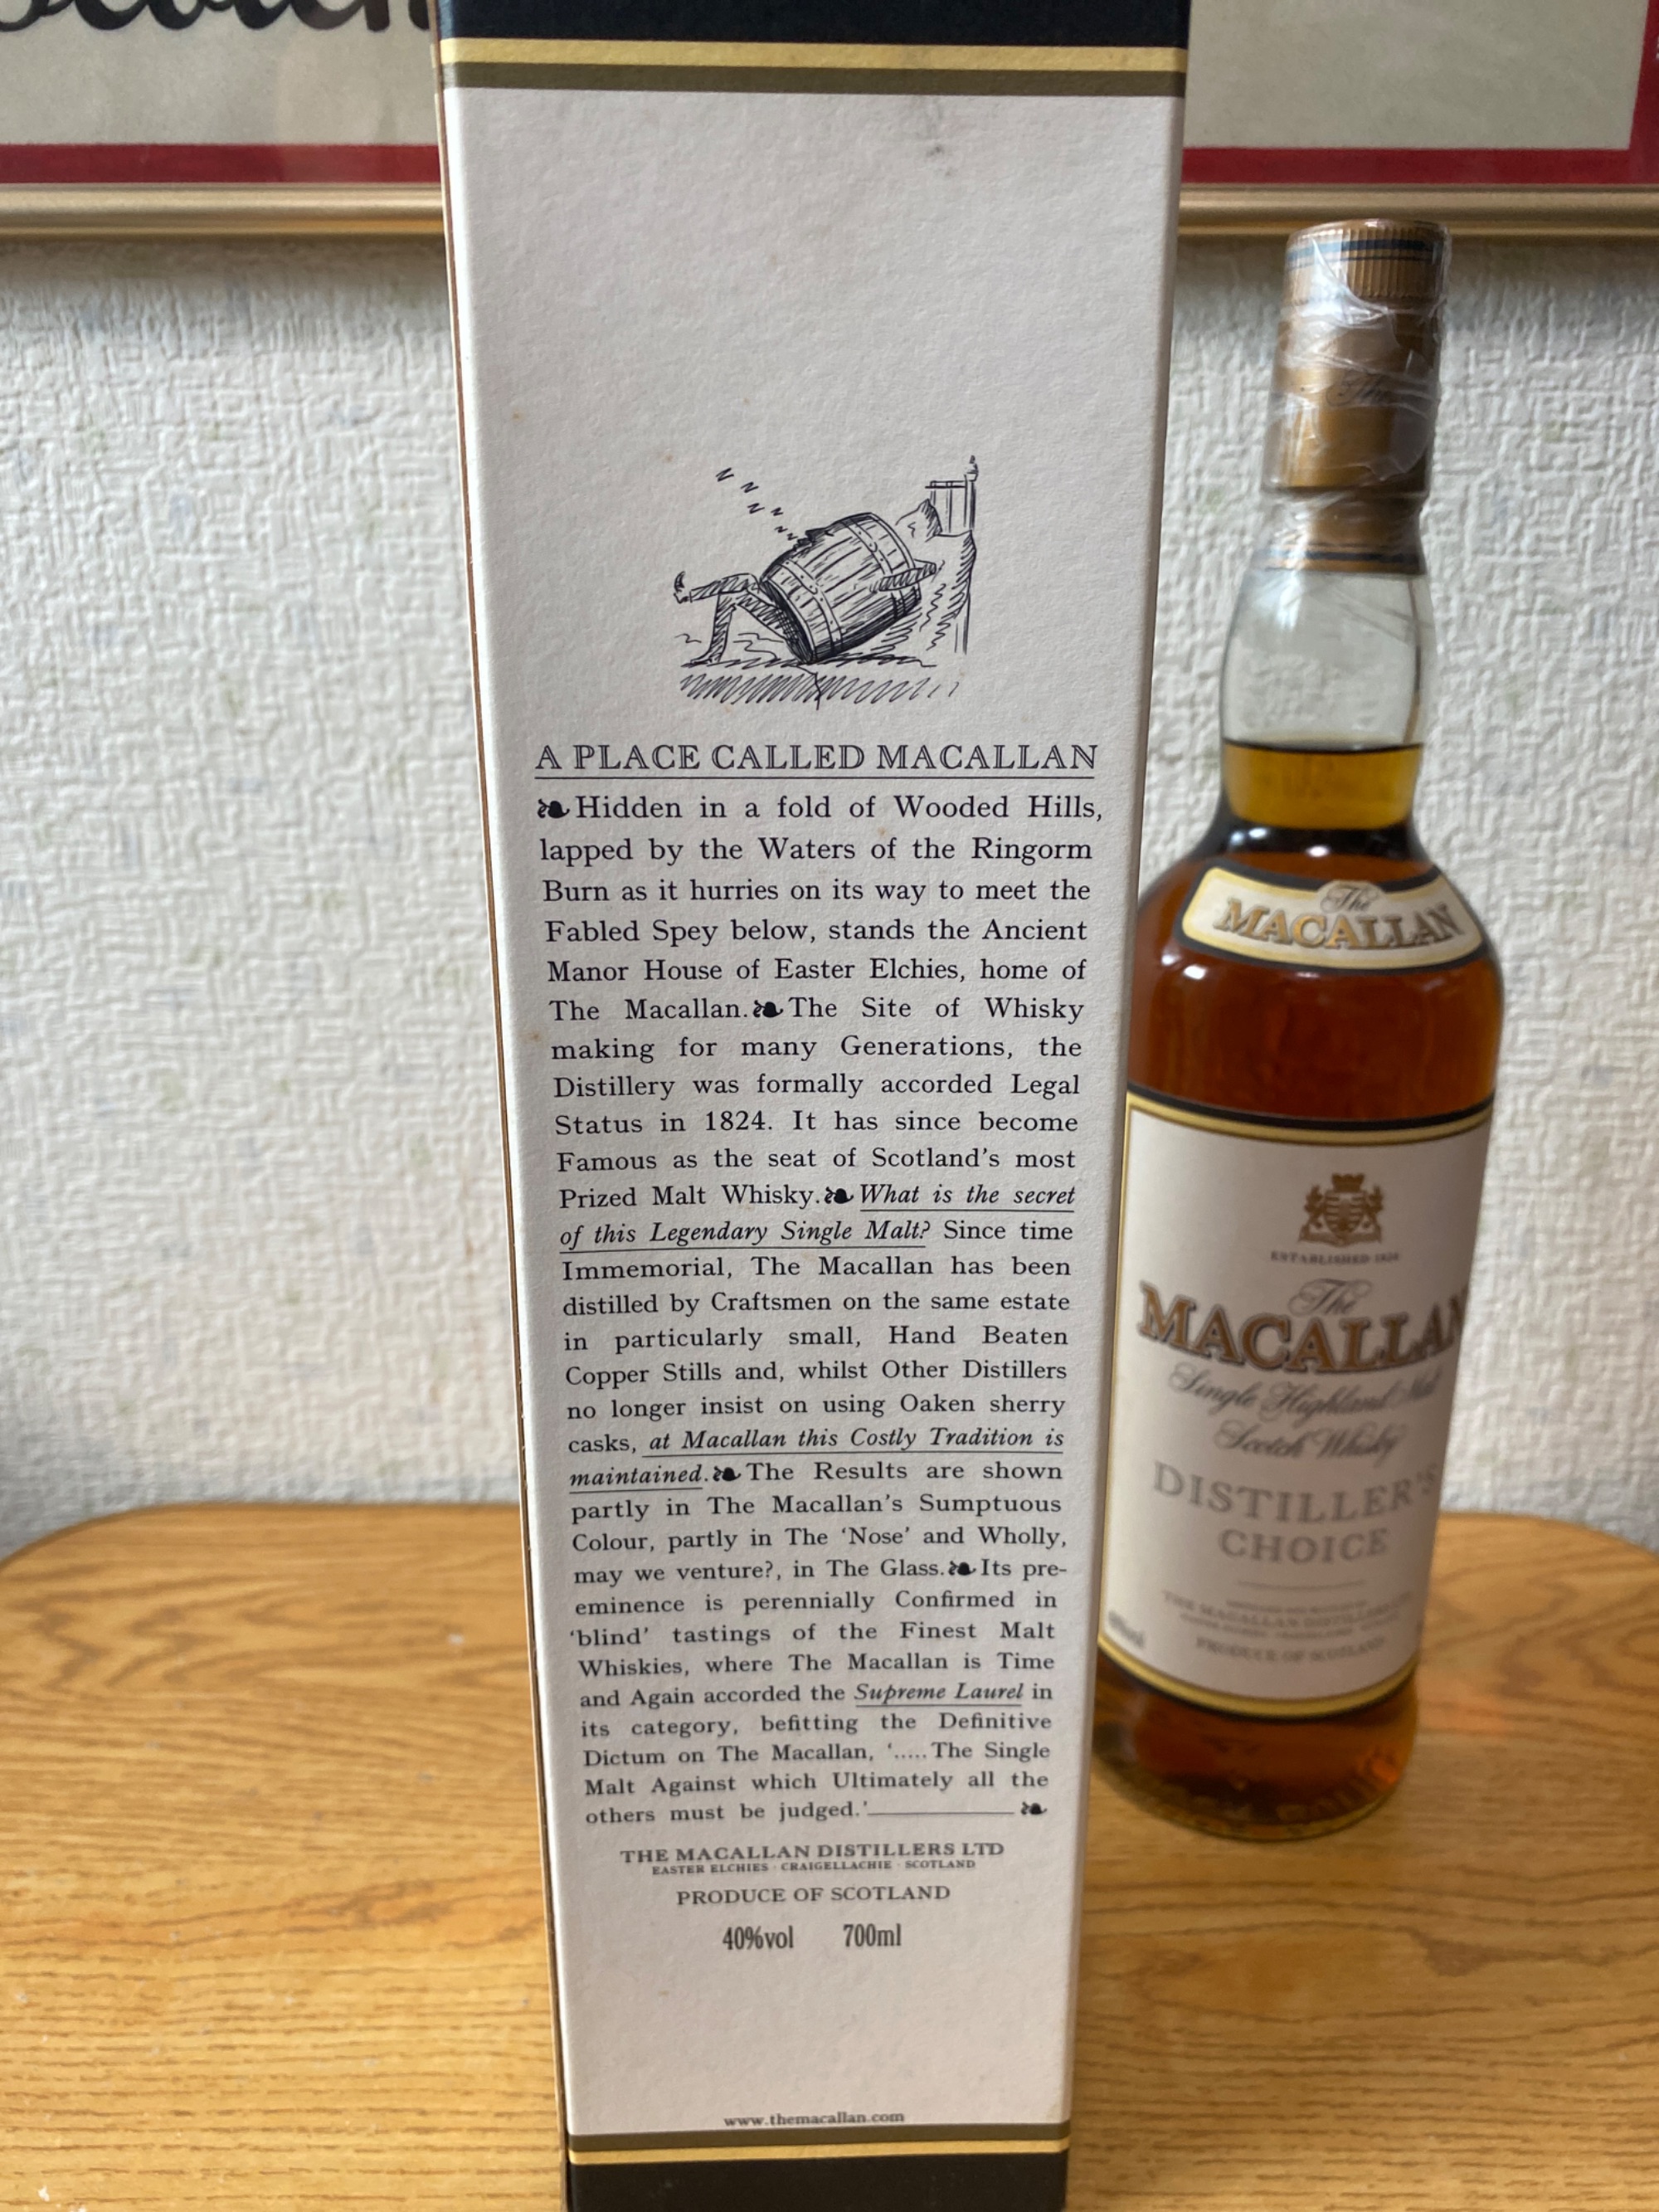 Scotch
A PLACE CALLED MACALLAN
❧Hidden in a fold of Wooded Hills,
lapped by the Waters of the Ringorm
Burn as it hurries on its way to meet the
Fabled Spey below, stands the Ancient
Manor House of Easter Elchies, home of
The Macallan.❧The Site of Whisky
making for many Generations, the
Distillery was formally accorded Legal
Status in 1824. It has since become
Famous as the seat of Scotland's most
Prized Malt Whisky.❧What is the secret
of this Legendary Single Malt? Since time
Immemorial, The Macallan has been
distilled by Craftsmen on the same estate
in particularly small, Hand Beaten
Copper Stills and, whilst Other Distillers
no longer insist on using Oaken sherry
casks, at Macallan this Costly Tradition is
maintained.❧The Results are shown
partly in The Macallan's Sumptuous
Colour, partly in The 'Nose' and Wholly,
may we venture?, in The Glass.❧Its pre-
eminence is perennially Confirmed in
'blind' tastings of the Finest Malt
Whiskies, where The Macallan is Time
and Again accorded the Supreme Laurel in
its category, befitting the Definitive
Dictum on The Macallan, '.....The Single
Malt Against which Ultimately all the
others must be judged.'❧
THE MACALLAN DISTILLERS LTD
EASTER ELCHIES · CRAIGELLACHIE · SCOTLAND
PRODUCE OF SCOTLAND
40%vol 700ml
www.themacallan.com
The
The
MACALLAN
ESTABLISHED 1824
The
MACALLAN
Single Highland Malt
Scotch Whisky
DISTILLER'S
CHOICE
THE MACALLAN DISTILLERS
PRODUCE OF SCOTLAND